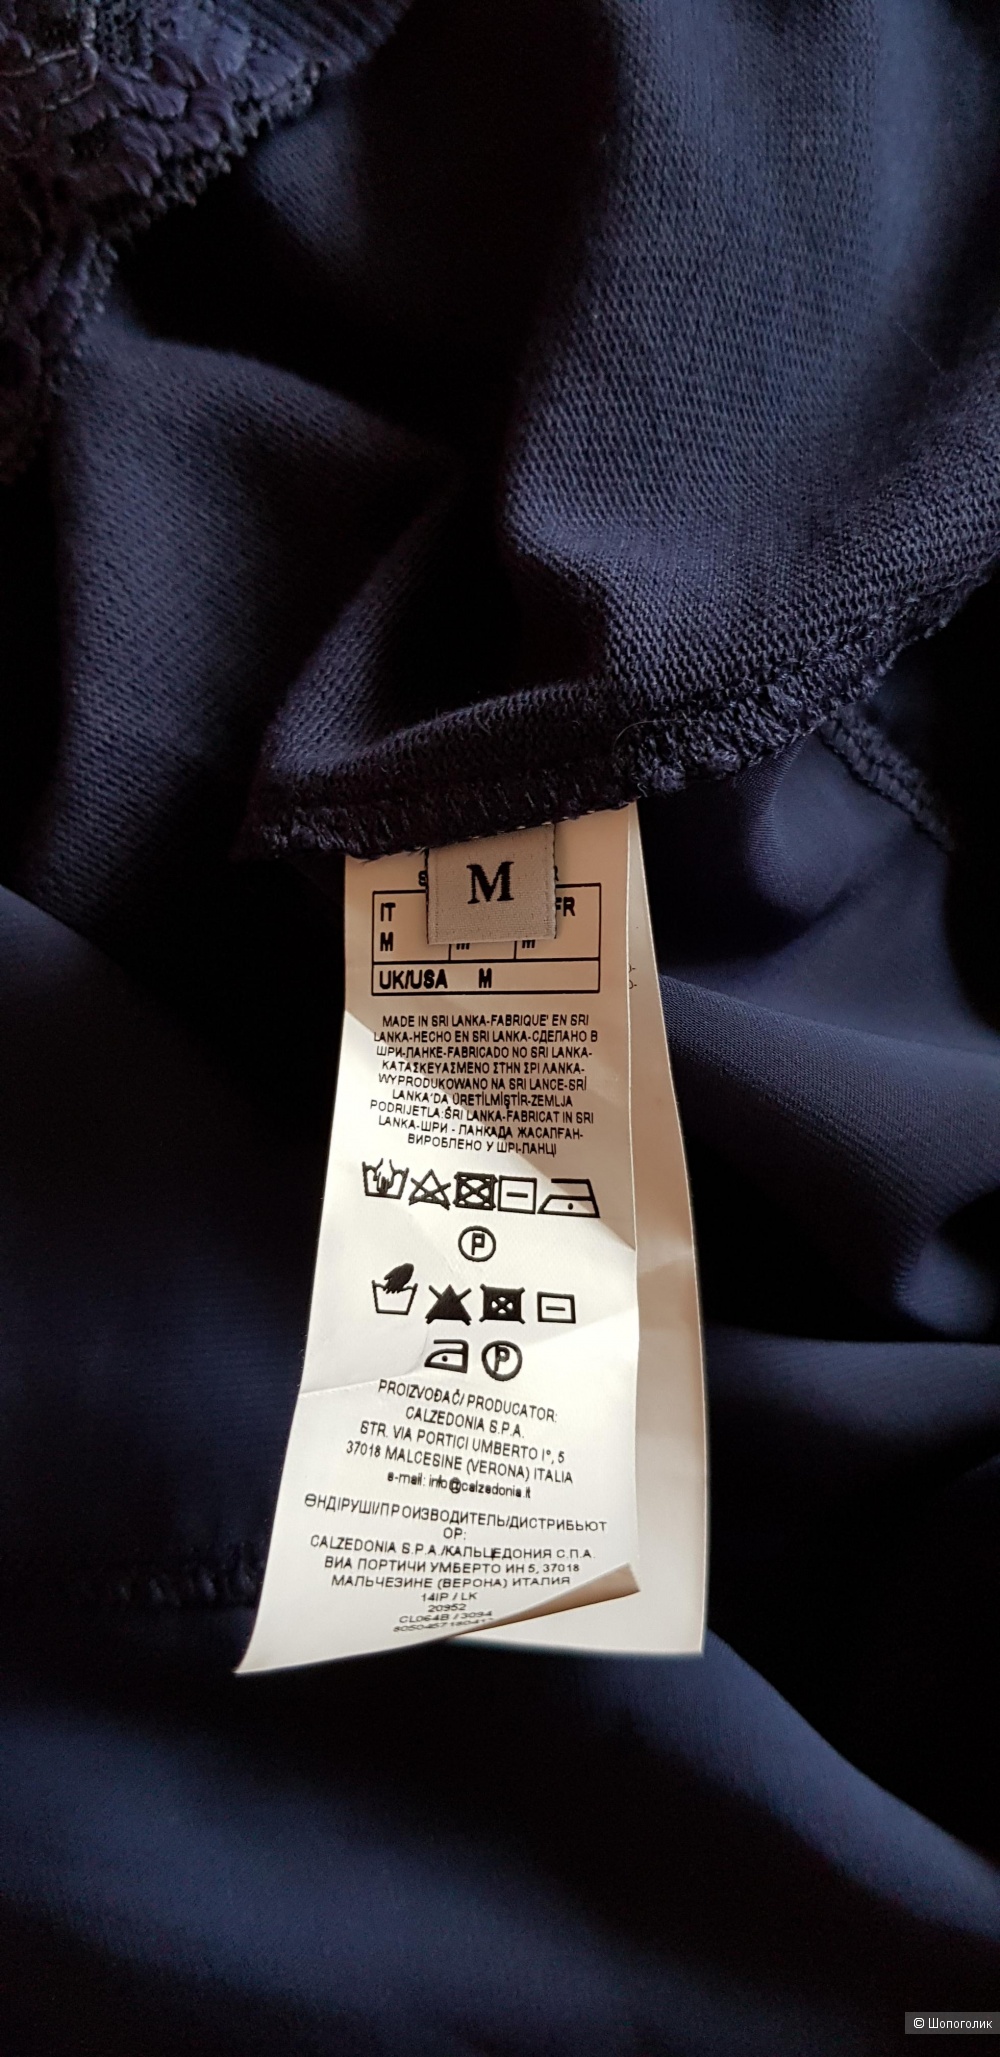 M
IT FR
M M M
UK/USA M
MADE IN SRI LANKA-FABRIQUE' EN SRI
LANKA-HECHO EN SRI LANKA-СДЕЛАНО В
ШРИ-ЛАНКЕ-FABRICADO NO SRI LANKA-
ΚΑΤΑΣΚΕΥΑΣΜΕΝΟ ΣΤΗΝ ΣΡΙ ΛΑΝΚΑ-
WYPRODUKOWANO NA SRI LANCE-SRİ
LANKA'DA ÜRETİLMİŞTİR-ZEMLJA
PODRIJETLA:ŠRI LANKA-FABRICAT IN SRI
LANKA-ШРИ - ЛАНКАДА ЖАСАЛҒАН-
ВИРОБЛЕНО У ШРІ-ЛАНЦІ
P
P
PROIZVOĐAČ/ PRODUCATOR:
CALZEDONIA S.P.A.
STR. VIA PORTICI UMBERTO I°, 5
37018 MALCESINE (VERONA) ITALIA
e-mail: info@calzedonia.it
ӨНДІРУШІ/ПРОИЗВОДИТЕЛЬ/ДИСТРИБЬЮТ
ОР:
CALZEDONIA S.P.A./КАЛЬЦЕДОНИЯ С.П.А.
ВИА ПОРТИЧИ УМБЕРТО ИН 5, 37018
МАЛЬЧЕЗИНЕ (ВЕРОНА) ИТАЛИЯ
14IP / LK
20952
CL064B / 3094
© Шопоголик